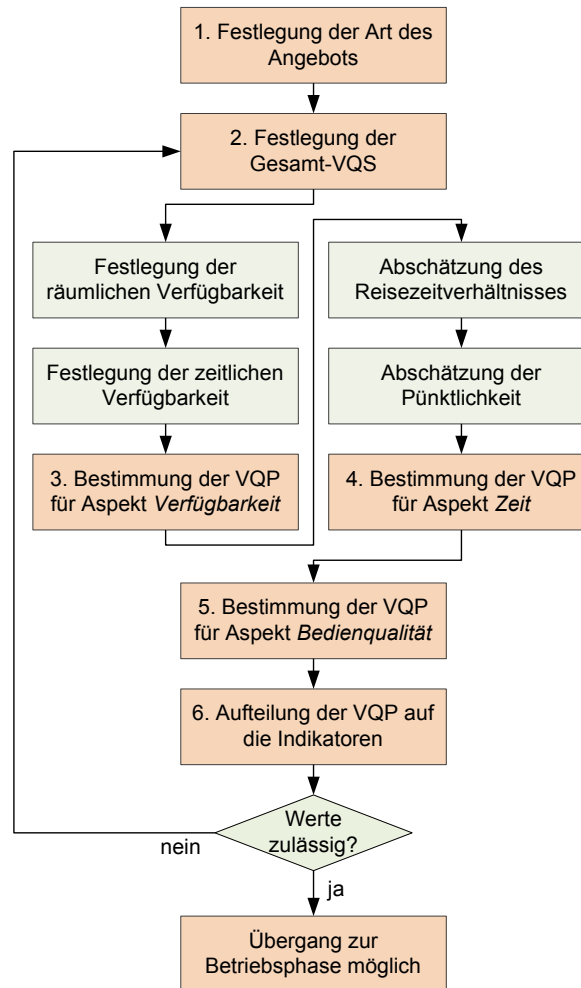 1. Festlegung der Art des
Angebots
2. Festlegung der
Gesamt-VQS
Festlegung der
räumlichen Verfügbarkeit
Festlegung der zeitlichen
Verfügbarkeit
3. Bestimmung der VQP
für Aspekt Verfügbarkeit
Abschätzung des
Reisezeitverhältnisses
Abschätzung der
Pünktlichkeit
4. Bestimmung der VQP
für Aspekt Zeit
5. Bestimmung der VQP
für Aspekt Bedienqualität
6. Aufteilung der VQP auf
die Indikatoren
Werte
zulässig?
nein
ja
Übergang zur
Betriebsphase möglich